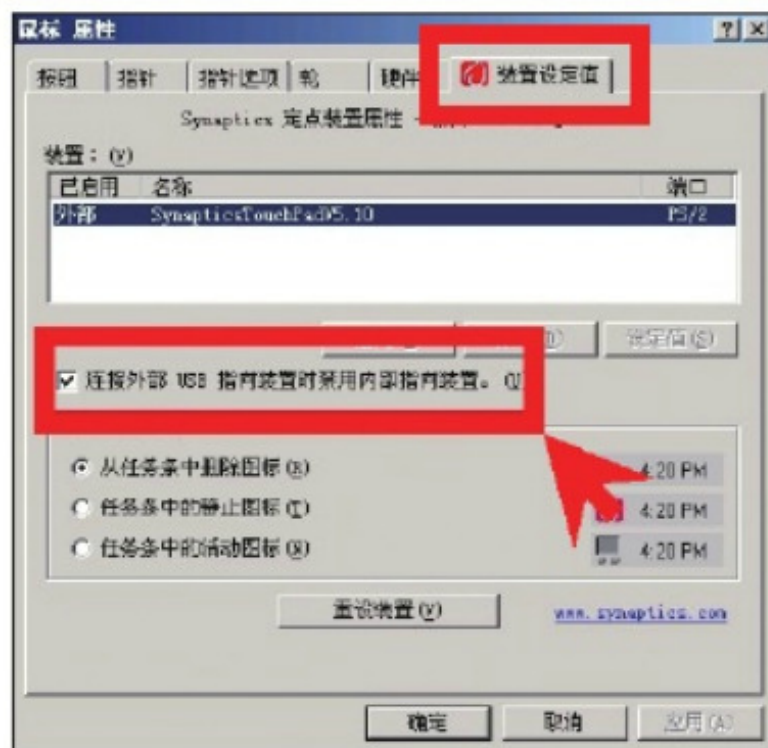 鼠标 属性
按钮 指针 指针选项 轮 硬件 装置设定值
Synaptics 定点装置属性 -
装置：(V)
已启用 名称 端口
外部 SynapticsTouchPadV5.10 PS/2
设定值(S)
连接外部 USB 指向装置时禁用内部指向装置。
从任务条中删除图标(R)
4:20 PM
任务条中的静止图标(T)
4:20 PM
任务条中的活动图标(N)
4:20 PM
重设装置(V) www.synaptics.com
确定 取消 应用(A)